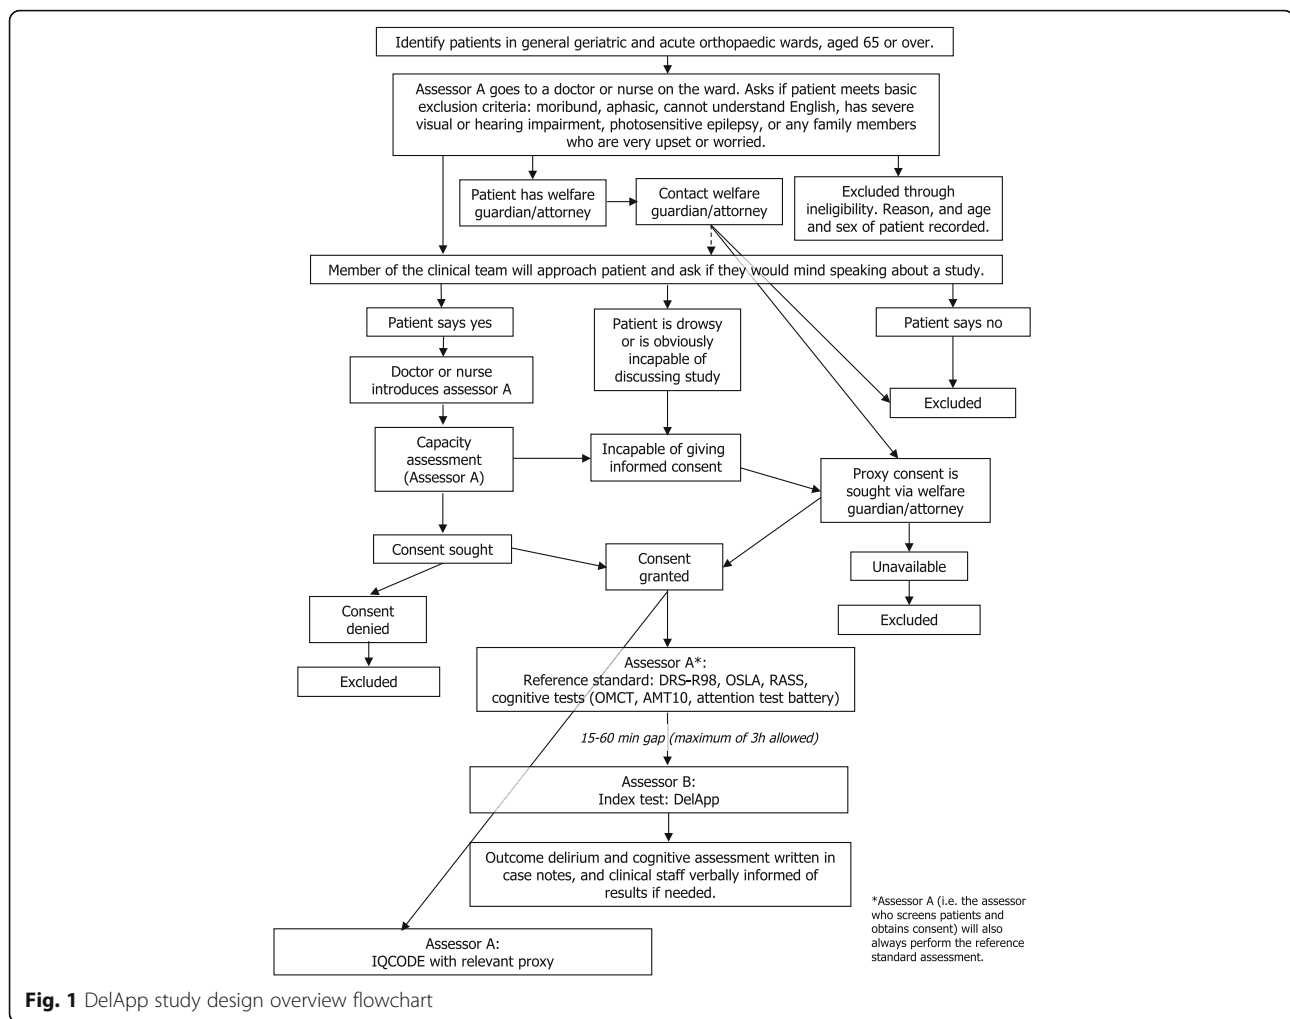 Identify patients in general geriatric and acute orthopaedic wards, aged 65 or over.
Assessor A goes to a doctor or nurse on the ward. Asks if patient meets basic
exclusion criteria: moribund, aphasic, cannot understand English, has severe
visual or hearing impairment, photosensitive epilepsy, or any family members
who are very upset or worried.
Patient has welfare
guardian/attorney
Contact welfare
guardian/attorney
Excluded through
ineligibility. Reason, and age
and sex of patient recorded.
Member of the clinical team will approach patient and ask if they would mind speaking about a study.
Patient says yes
Patient is drowsy
or is obviously
incapable of
discussing study
Patient says no
Doctor or nurse
introduces assessor A
Excluded
Capacity
assessment
(Assessor A)
Incapable of giving
informed consent
Proxy consent is
sought via welfare
guardian/attorney
Consent sought
Consent
granted
Unavailable
Consent
denied
Excluded
Excluded
Assessor A*:
Reference standard: DRS-R98, OSLA, RASS,
cognitive tests (OMCT, AMT10, attention test battery)
15-60 min gap (maximum of 3h allowed)
Assessor B:
Index test: DelApp
Outcome delirium and cognitive assessment written in
case notes, and clinical staff verbally informed of
results if needed.
*Assessor A (i.e. the assessor
who screens patients and
obtains consent) will also
always perform the reference
standard assessment.
Assessor A:
IQCODE with relevant proxy
Fig. 1 DelApp study design overview flowchart